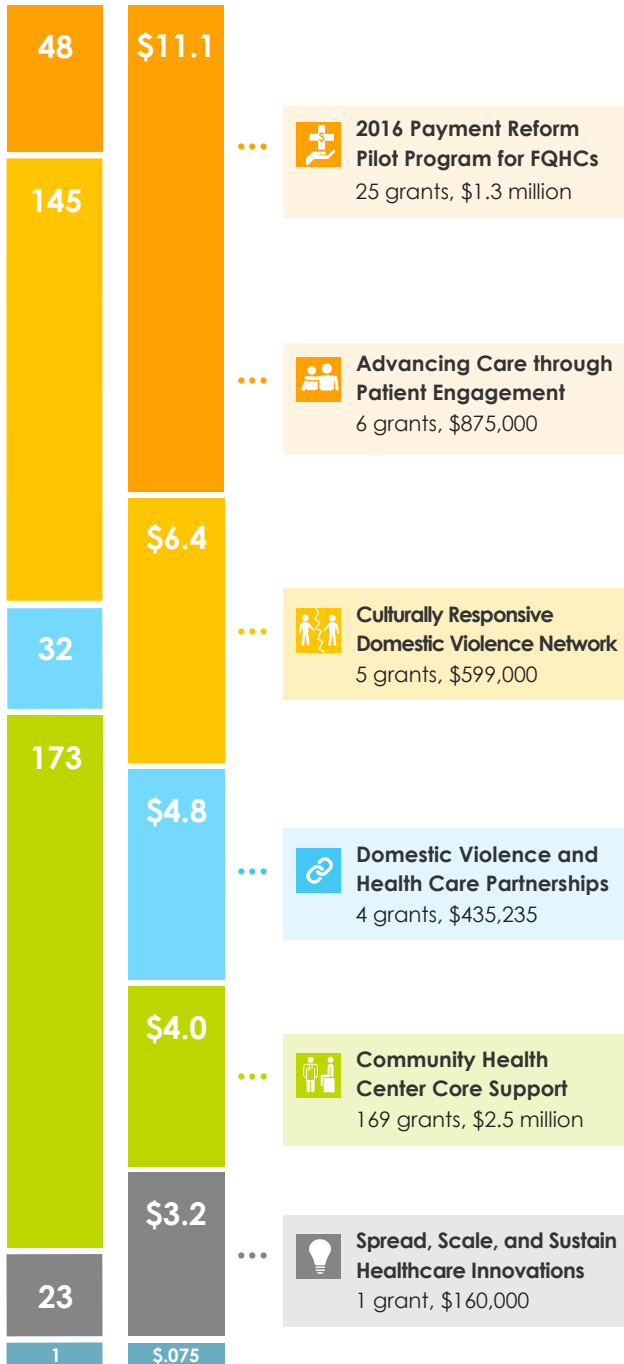 48
145
32
173
23
1
$11.1
$6.4
$4.8
$4.0
$3.2
$.075
2016 Payment Reform
Pilot Program for FQHCs
25 grants, $1.3 million
Advancing Care through
Patient Engagement
6 grants, $875,000
Culturally Responsive
Domestic Violence Network
5 grants, $599,000
Domestic Violence and
Health Care Partnerships
4 grants, $435,235
Community Health
Center Core Support
169 grants, $2.5 million
Spread, Scale, and Sustain
Healthcare Innovations
1 grant, $160,000